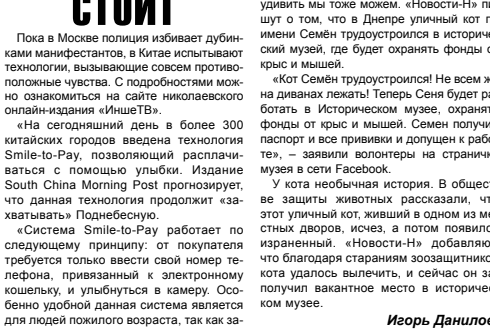 СТОИТ
Пока в Москве полиция избивает дубин-
ками манифестантов, в Китае испытывают
технологии, вызывающие совсем противо-
положные чувства. С подробностями мож-
но ознакомиться на сайте николаевского
онлайн-издания «ИншеТВ».
«На сегодняшний день в более 300
китайских городов введена технология
Smile-to-Pay, позволяющий расплачи-
ваться с помощью улыбки. Издание
South China Morning Post прогнозирует,
что данная технология продолжит «за-
хватывать» Поднебесную.
«Система Smile-to-Pay работает по
следующему принципу: от покупателя
требуется только ввести свой номер те-
лефона, привязанный к электронному
кошельку, и улыбнуться в камеру. Осо-
бенно удобной данная система является
для людей пожилого возраста, так как за-
удивить мы тоже можем. «Новости-Н» пи
шут о том, что в Днепре уличный кот п
имени Семён трудоустроился в историче
ский музей, где будет охранять фонды о
крыс и мышей.
«Кот Семён трудоустроился! Не всем ж
на диванах лежать! Теперь Сеня будет ра
ботать в Историческом музее, охранят
фонды от крыс и мышей. Семен получи
паспорт и все прививки и допущен к рабо
те», – заявили волонтеры на страничк
музея в сети Facebook.
У кота необычная история. В общест
ве защиты животных рассказали, чт
этот уличный кот, живший в одном из ме
стных дворов, исчез, а потом появилс
израненный. «Новости-Н» добавляю
что благодаря стараниям зоозащитнико
кота удалось вылечить, и сейчас он за
получил вакантное место в историчес
ком музее.
Игорь Данилое